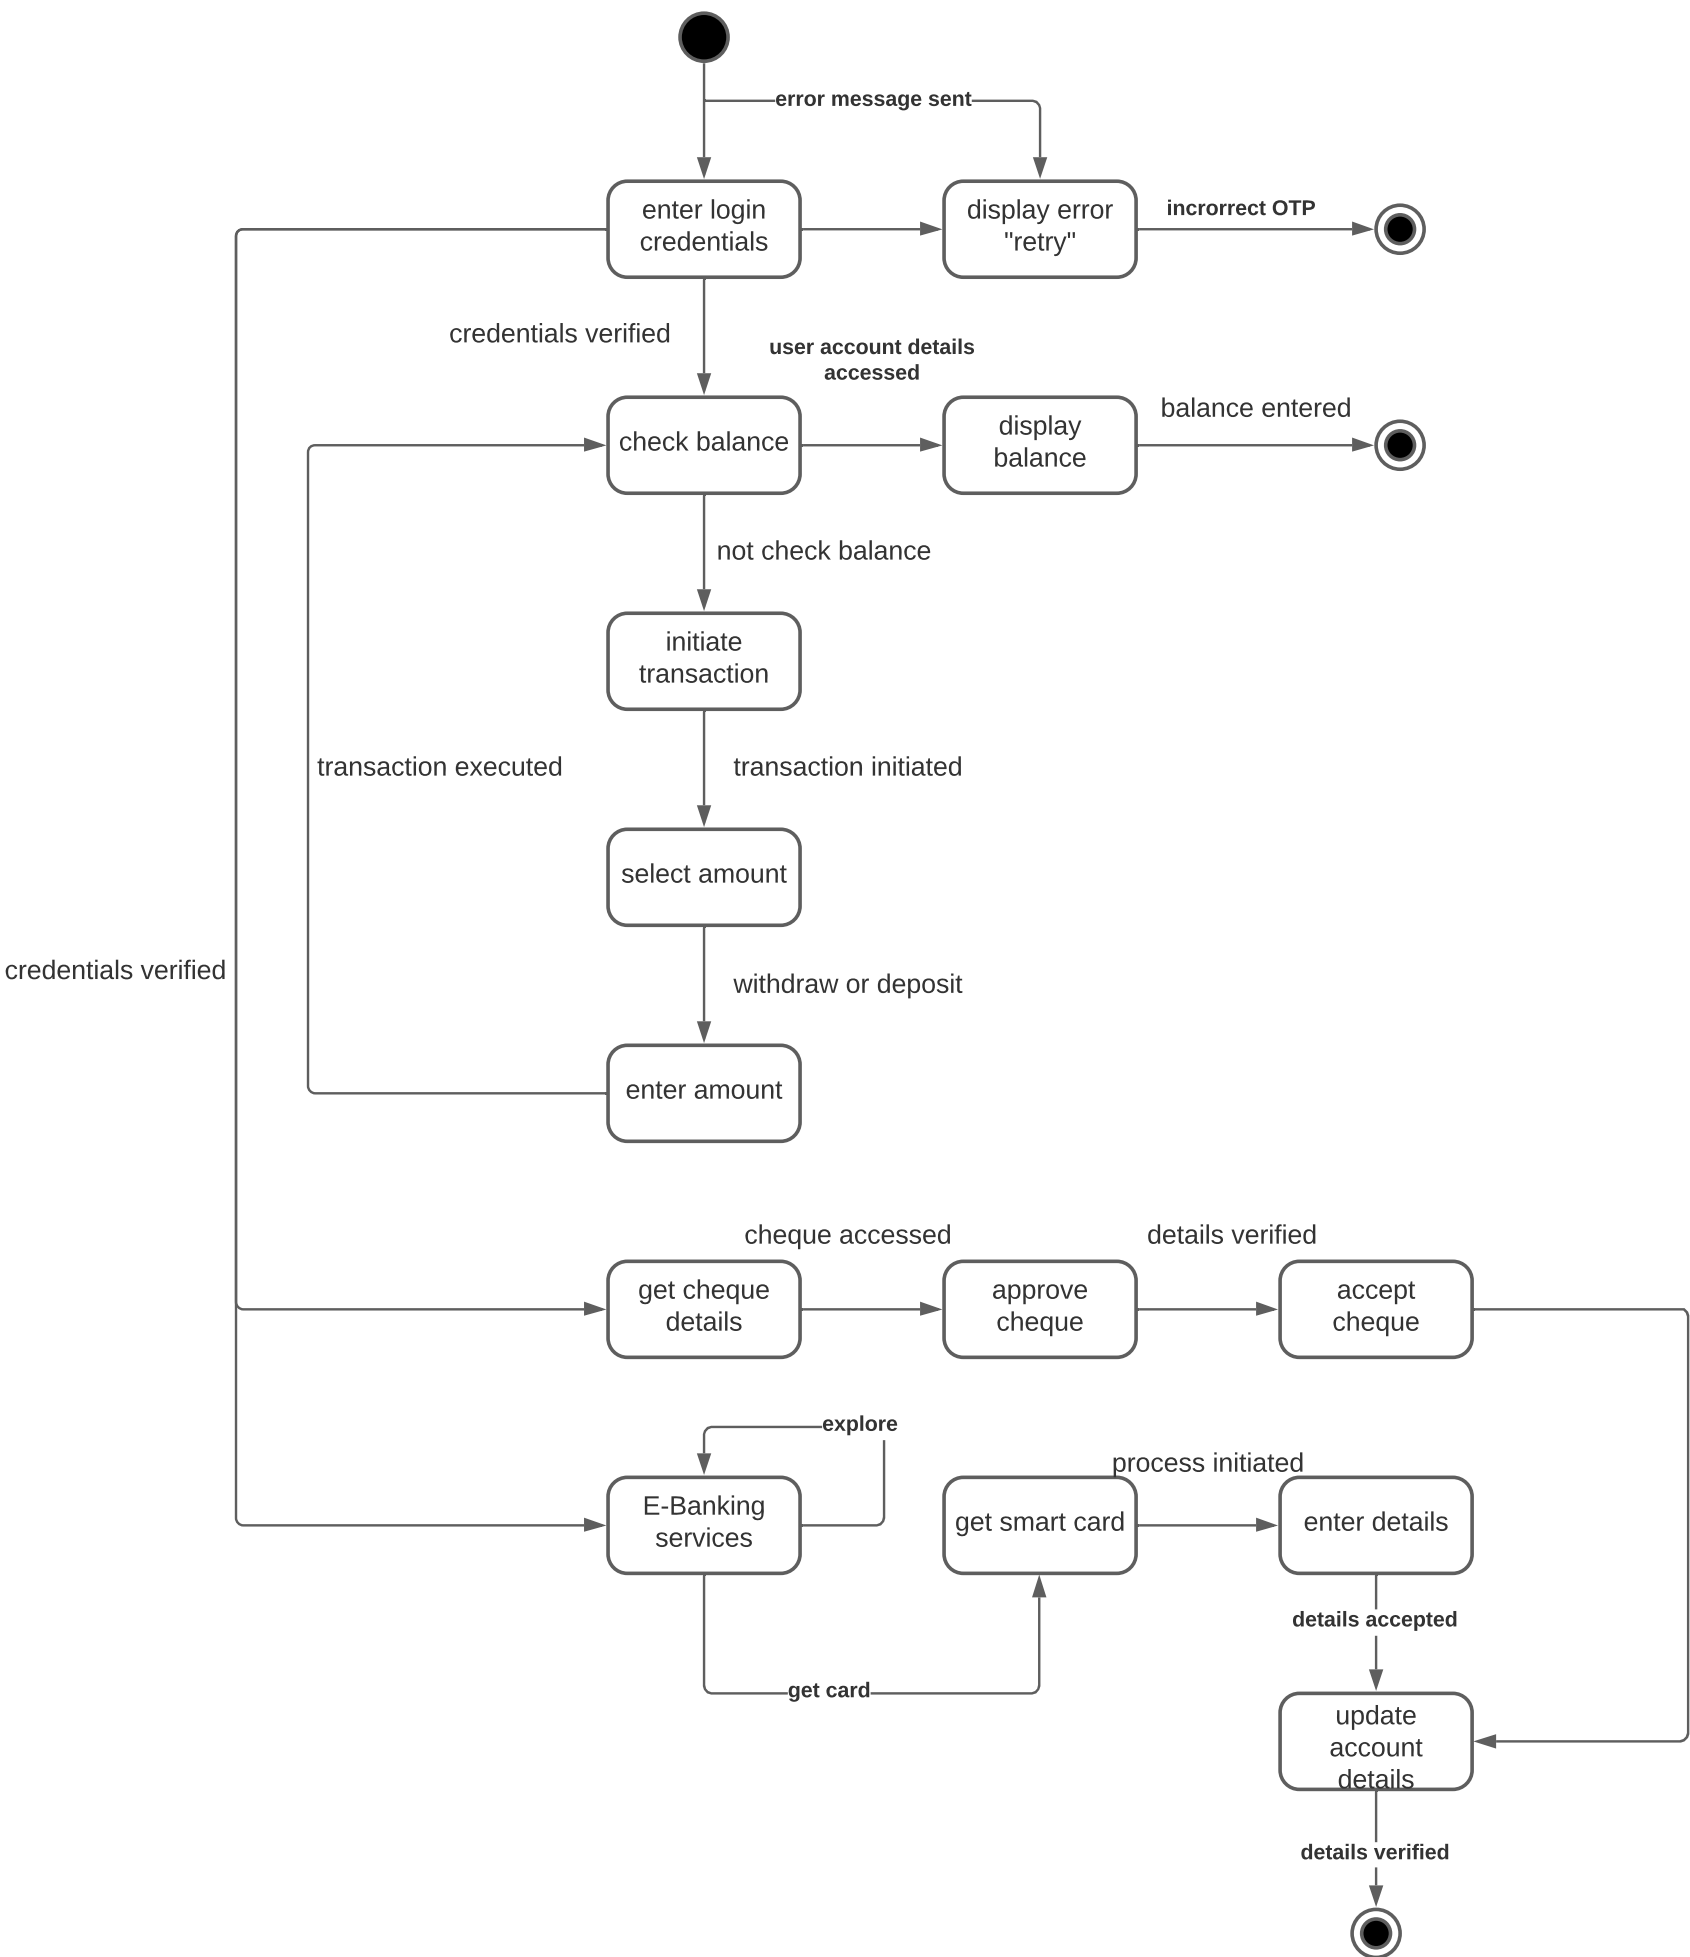 error message sent
enter login
credentials
display error
"retry"
incrorrect OTP
credentials verified
user account details
accessed
check balance
display
balance
balance entered
not check balance
initiate
transaction
transaction executed
transaction initiated
select amount
credentials verified
withdraw or deposit
enter amount
cheque accessed
details verified
get cheque
details
approve
cheque
accept
cheque
explore
process initiated
E-Banking
services
get smart card
enter details
details accepted
get card
update
account
details
details verified